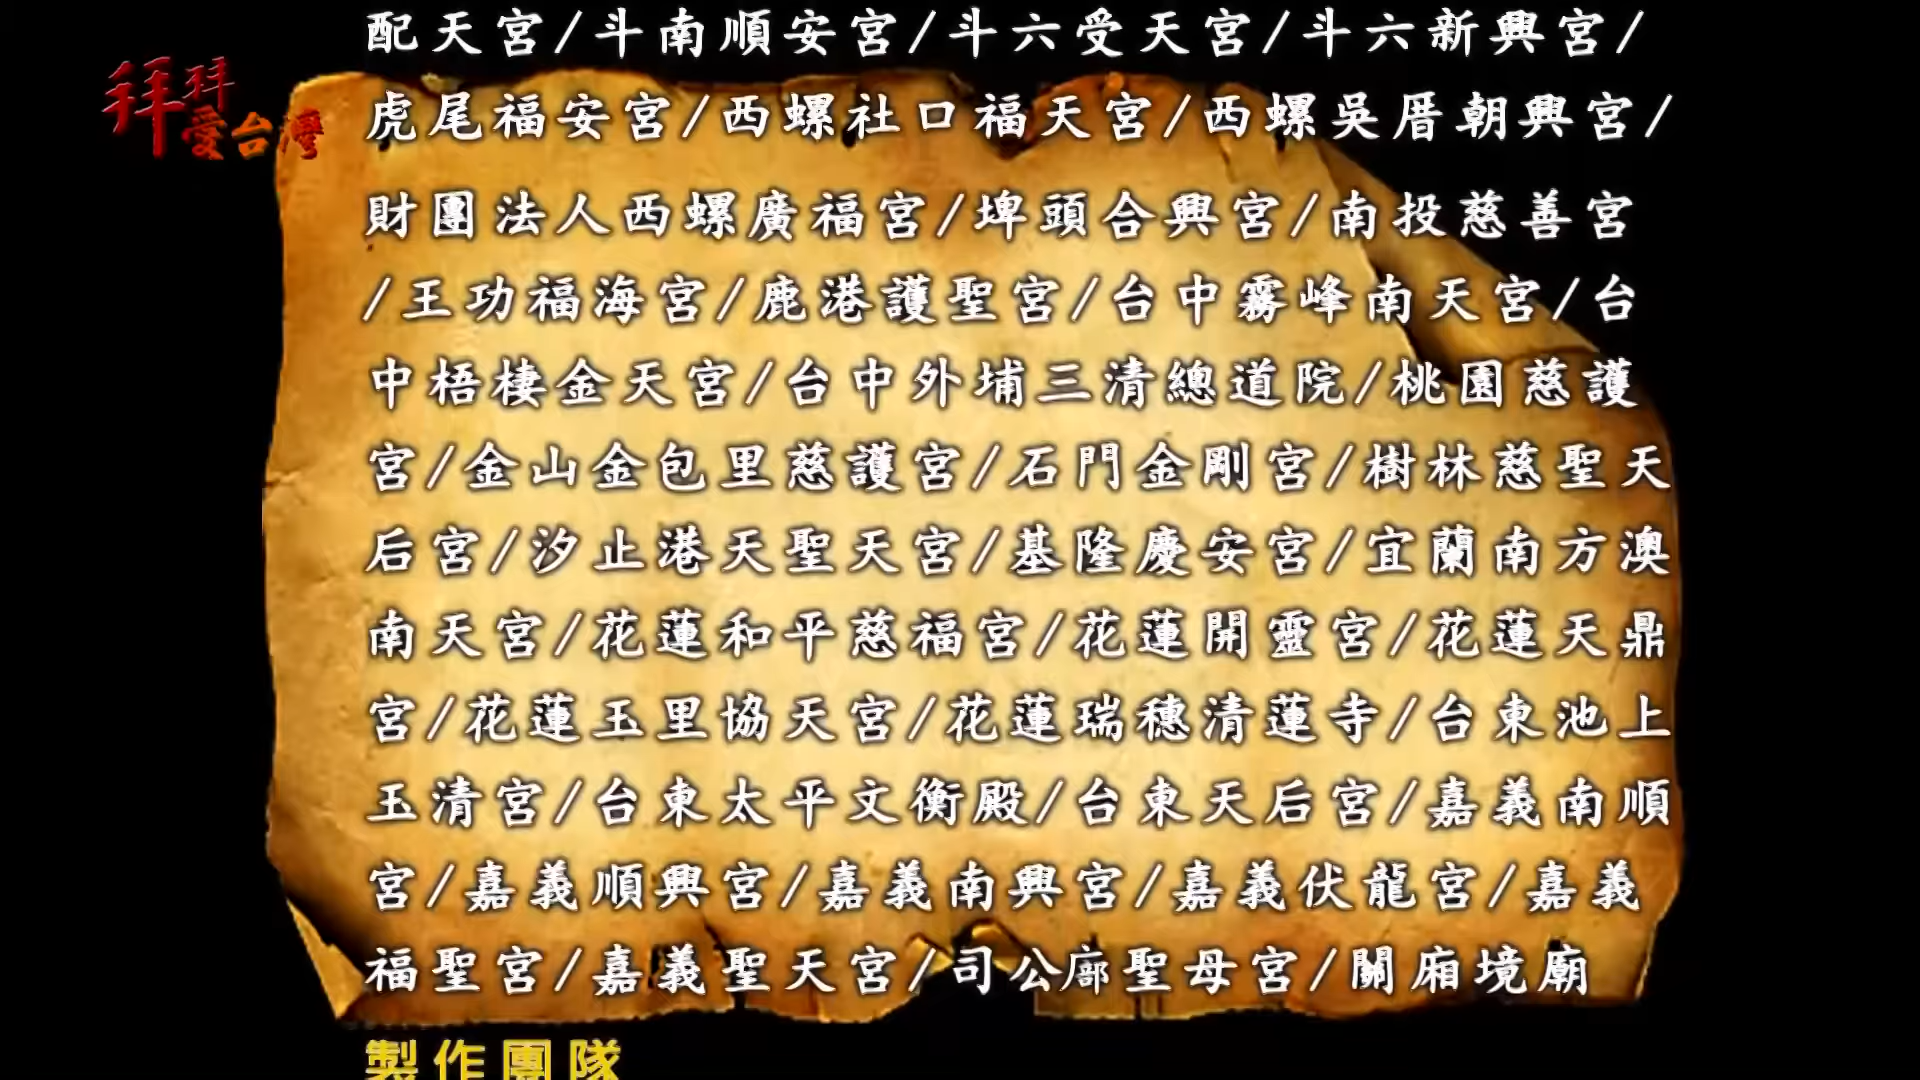 拜拜
愛台灣
配天宮/斗南順安宮/斗六受天宮/斗六新興宮/
虎尾福安宮/西螺社口福天宮/西螺吳厝朝興宮/
財團法人西螺廣福宮/埤頭合興宮/南投慈善宮
/王功福海宮/鹿港護聖宮/台中霧峰南天宮/台
中梧棲金天宮/台中外埔三清總道院/桃園慈護
宮/金山金包里慈護宮/石門金剛宮/樹林慈聖天
后宮/汐止港天聖天宮/基隆慶安宮/宜蘭南方澳
南天宮/花蓮和平慈福宮/花蓮開靈宮/花蓮天鼎
宮/花蓮玉里協天宮/花蓮瑞穗清蓮寺/台東池上
玉清宮/台東太平文衡殿/台東天后宮/嘉義南順
宮/嘉義順興宮/嘉義南興宮/嘉義伏龍宮/嘉義
福聖宮/嘉義聖天宮/司公廍聖母宮/關廂境廟
製作團隊